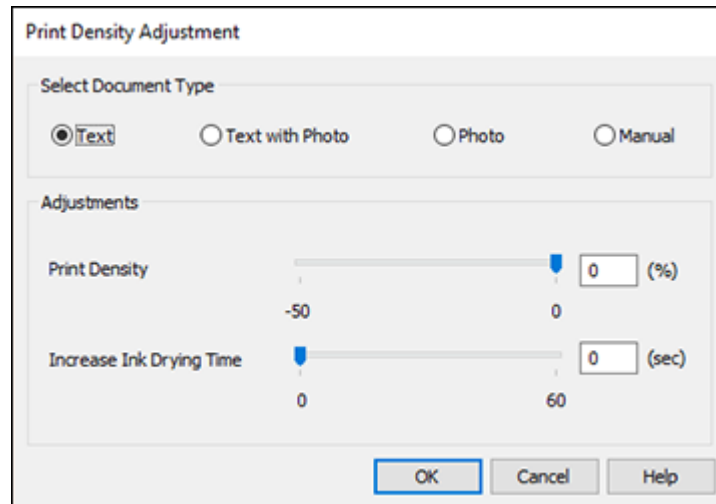 Print Density Adjustment
Select Document Type
Text Text with Photo Photo Manual
Adjustments
Print Density 0 (%)
-50 0
Increase Ink Drying Time 0 (sec)
0 60
OK Cancel Help